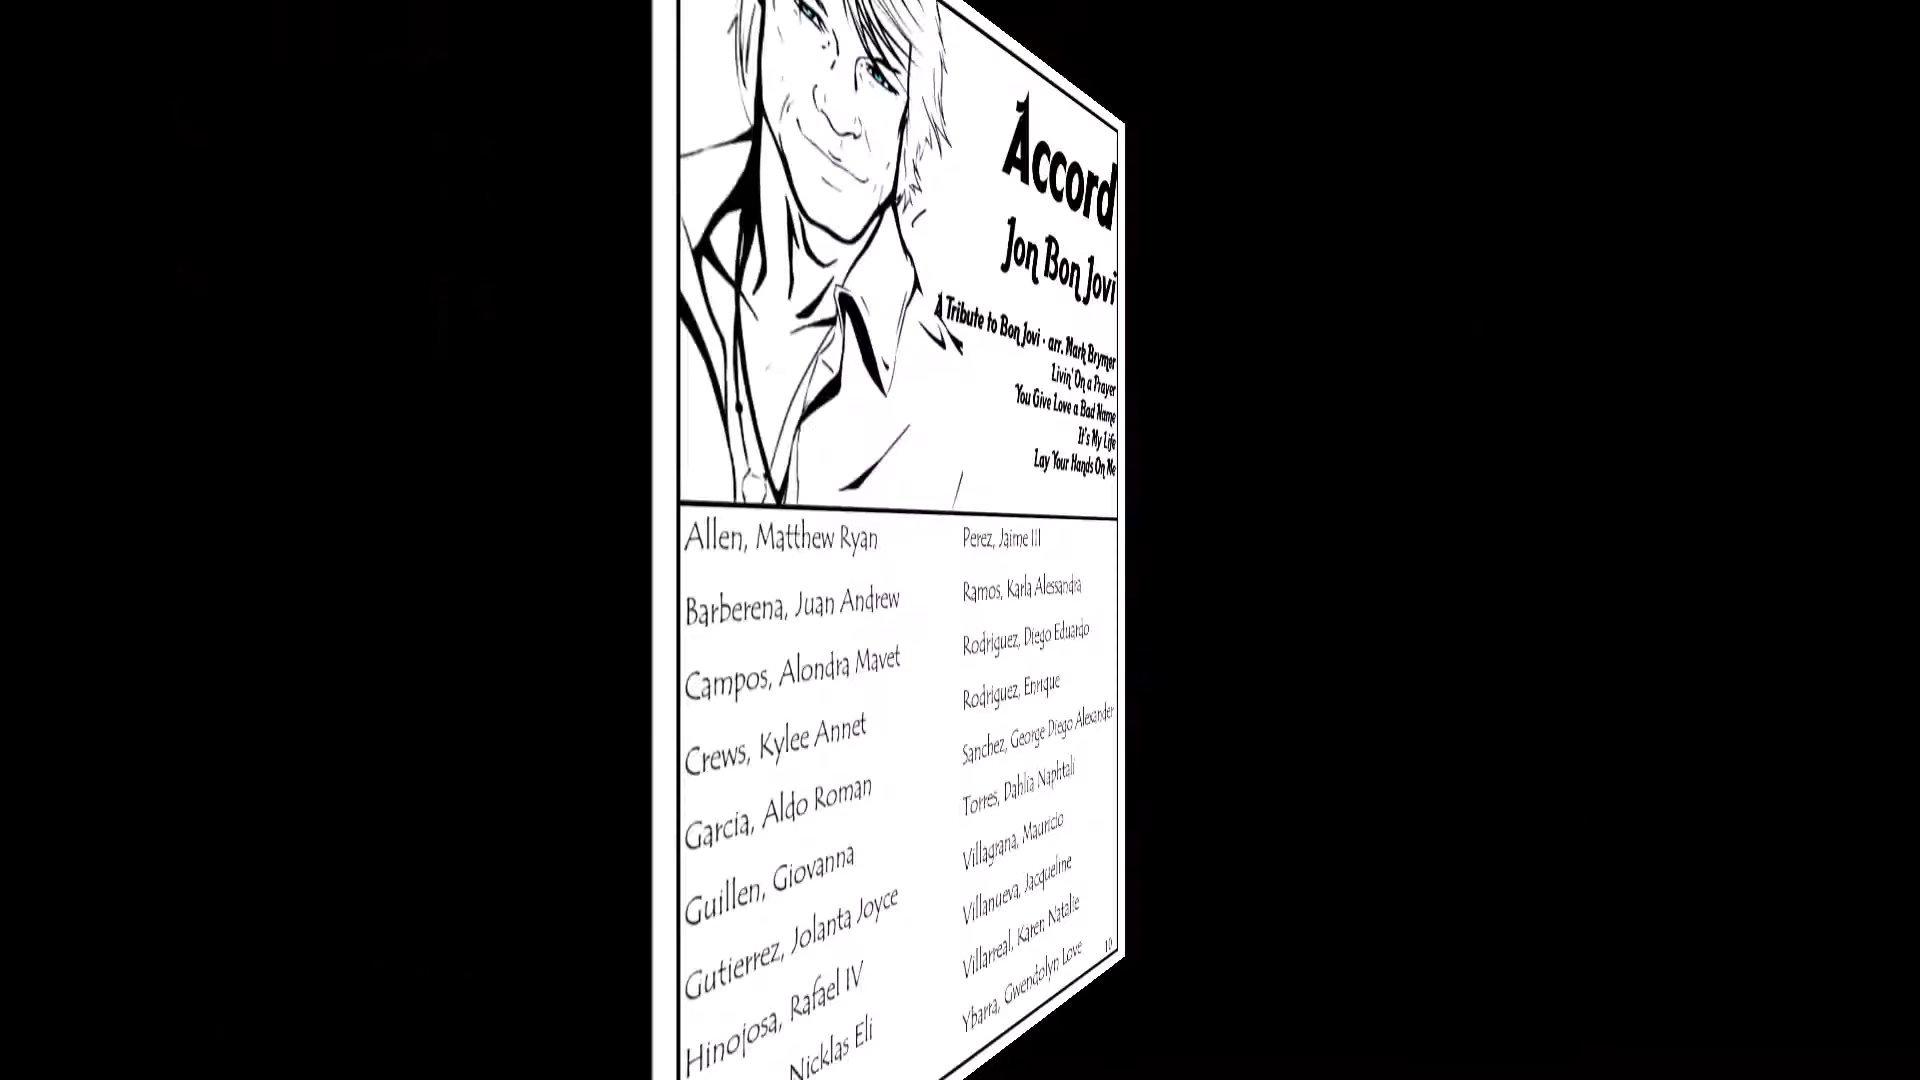 Accord
Jon Bon Jovi
A Tribute to Bon Jovi - arr. Mark Brymer
Livin' On a Prayer
You Give Love a Bad Name
It's My Life
Lay Your Hands On Me
Allen, Matthew Ryan
Barberena, Juan Andrew
Campos, Alondra Mavet
Crews, Kylee Annet
Garcia, Aldo Roman
Guillen, Giovanna
Gutierrez, Jolanta Joyce
Hinojosa, Rafael IV
Nicklas Eli
Perez, Jaime III
Ramos, Karla Alessandra
Rodriguez, Diego Eduardo
Rodriguez, Enrique
Sanchez, George Diego Alexander
Torres, Dahlia Naphtali
Villagrana, Mauricio
Villanueva, Jacqueline
Villarreal, Karen Natalie
Ybarra, Gwendolyn Love
10